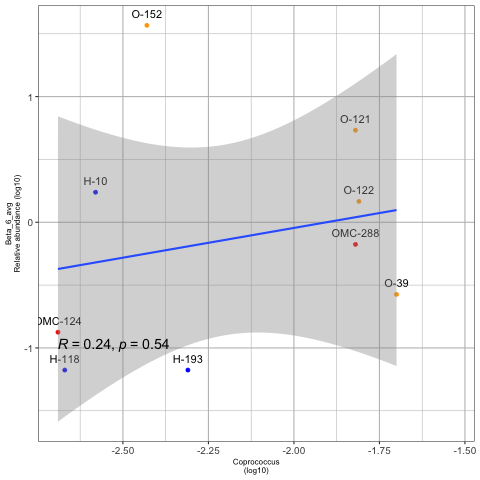 O-152
1
O-121
H-10
O-122
0
OMC-288
O-39
OMC-124
R = 0.24, p = 0.54
-1
H-118
H-193
-2.50
-2.25
-2.00
-1.75
-1.50
Coprococcus
(log10)
Beta_6_avg
Relative abundance (log10)